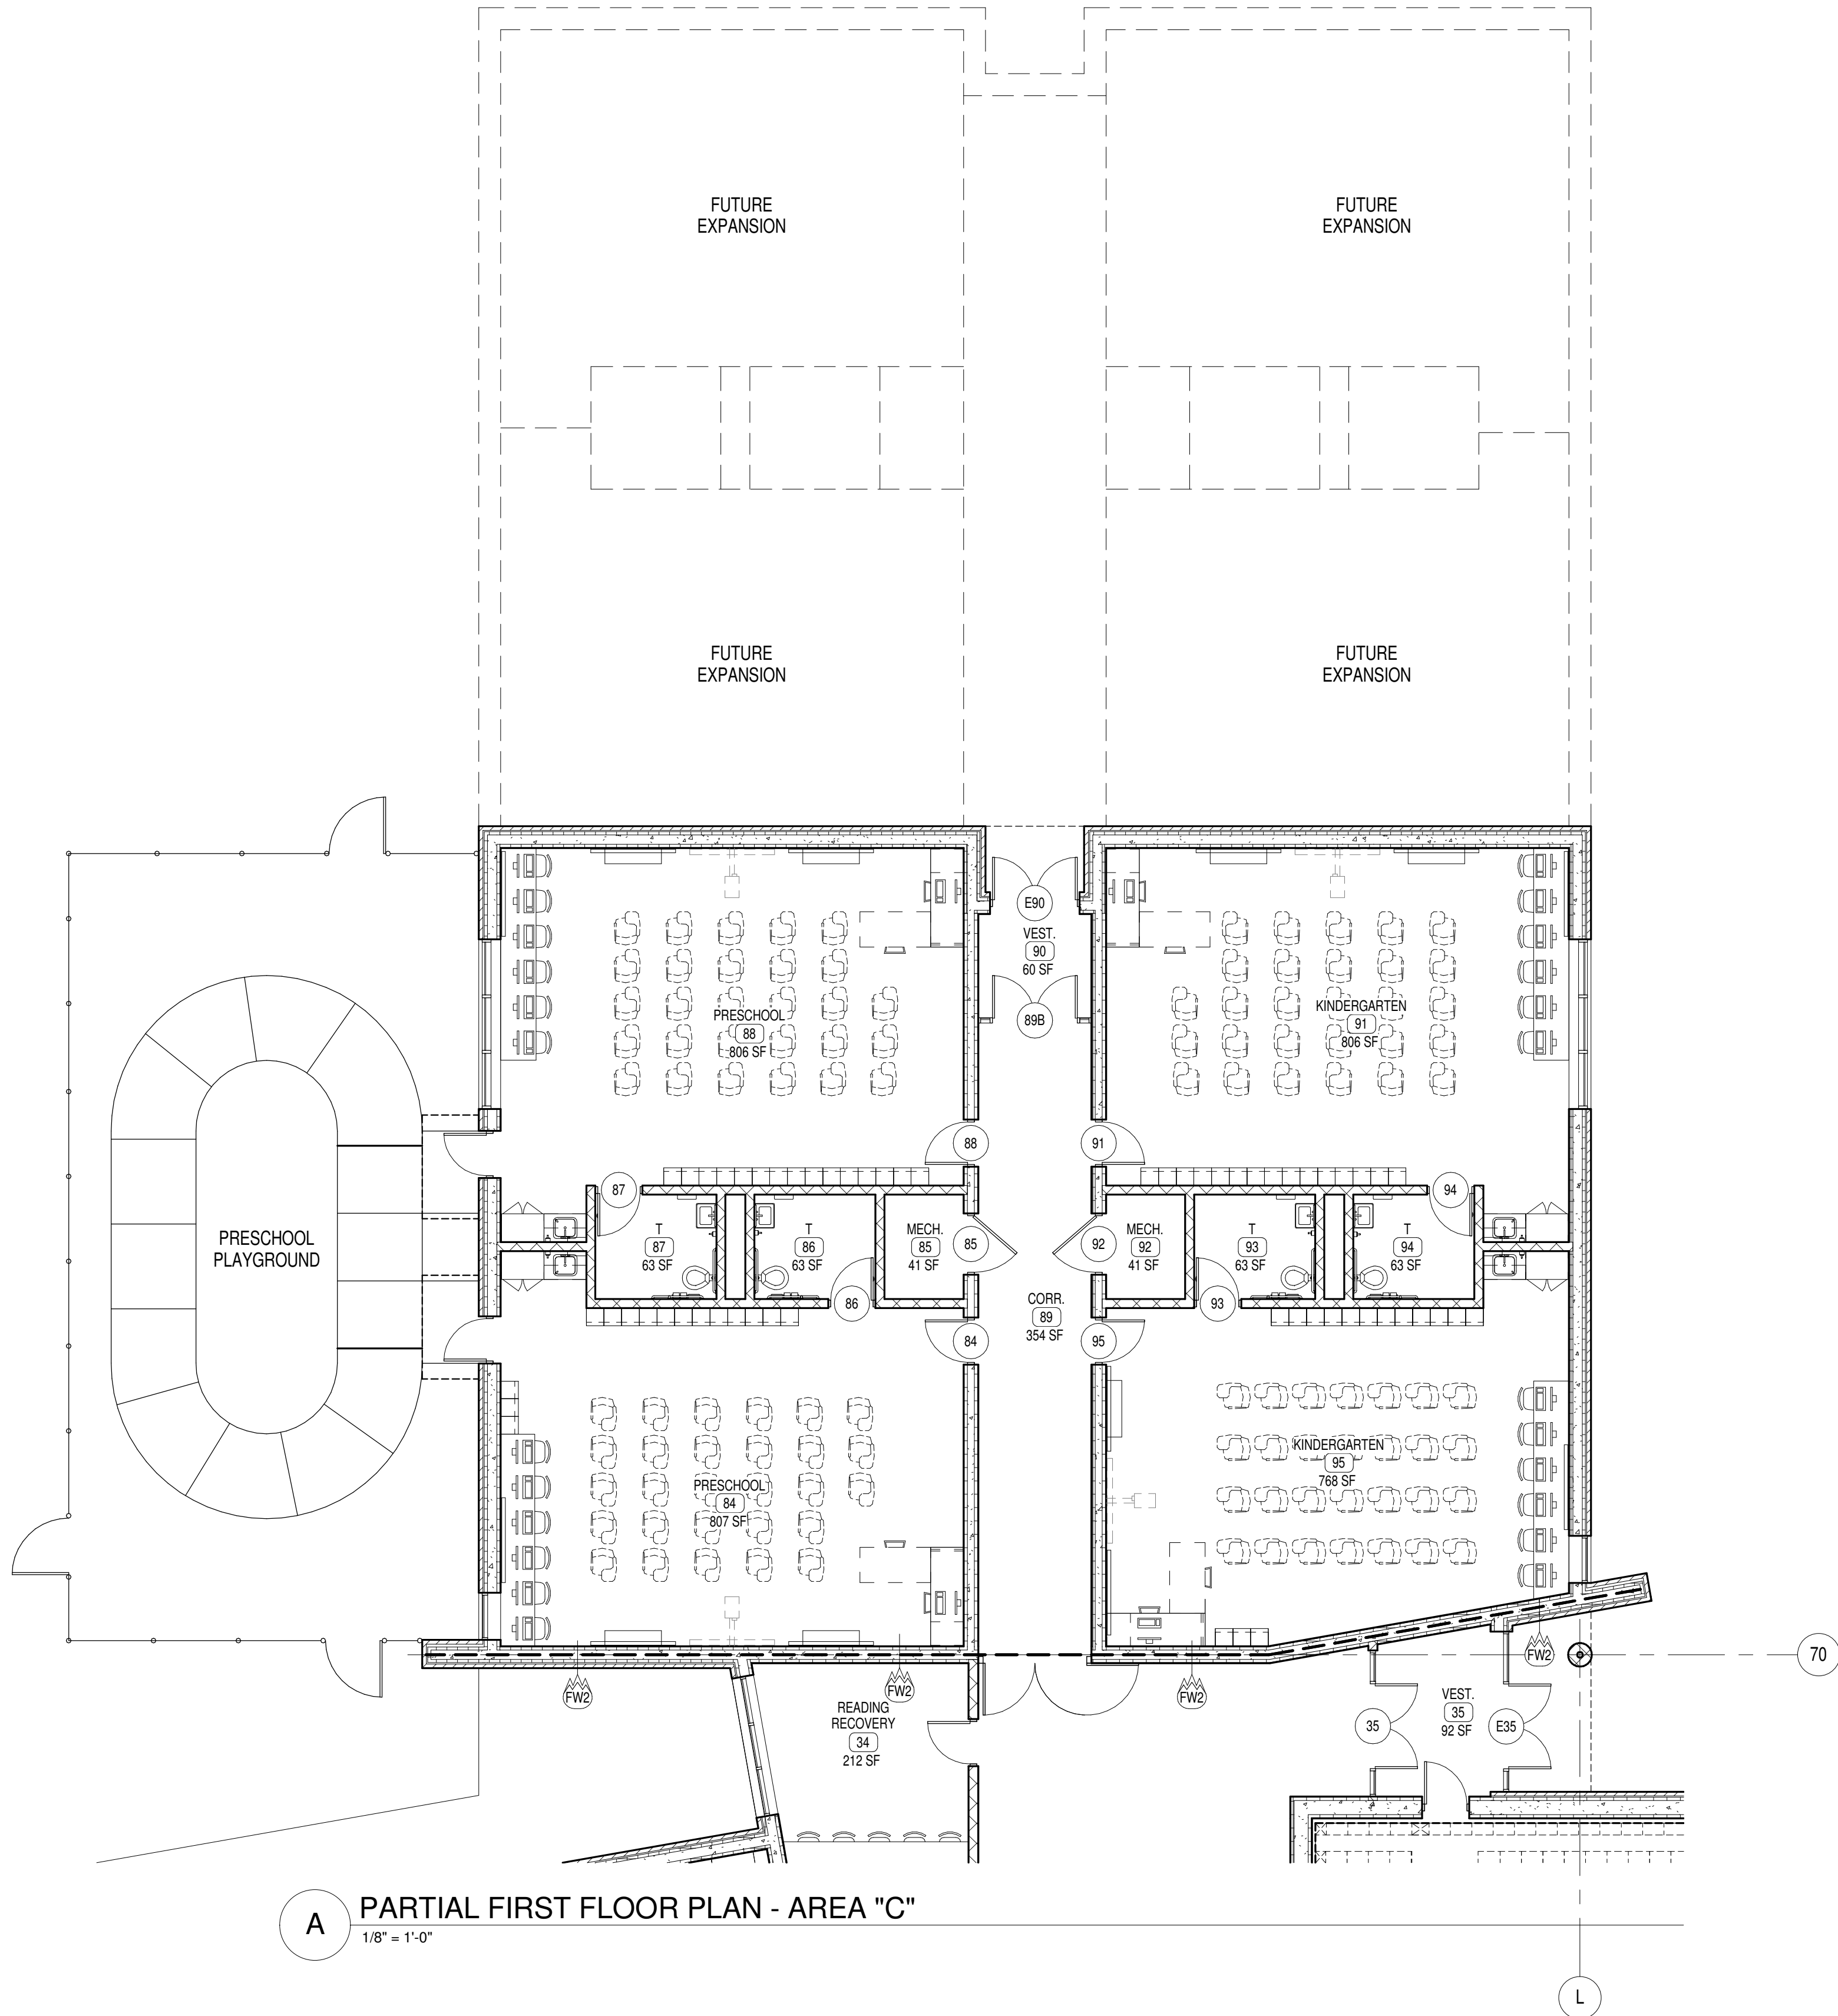 FUTURE
EXPANSION
FUTURE
EXPANSION
FUTURE
EXPANSION
FUTURE
EXPANSION
E90
VEST.
90
60 SF
89B
PRESCHOOL
88
806 SF
KINDERGARTEN
91
806 SF
88
91
87
94
PRESCHOOL
PLAYGROUND
T
87
63 SF
T
86
63 SF
MECH.
85
41 SF
85
92
MECH.
92
41 SF
T
93
63 SF
T
94
63 SF
86
93
CORR.
89
354 SF
84
95
PRESCHOOL
84
807 SF
KINDERGARTEN
95
768 SF
FW2
FW2
FW2
FW2
70
READING
RECOVERY
34
212 SF
35
VEST.
35
92 SF
E35
A
PARTIAL FIRST FLOOR PLAN - AREA "C"
1/8" = 1'-0"
L